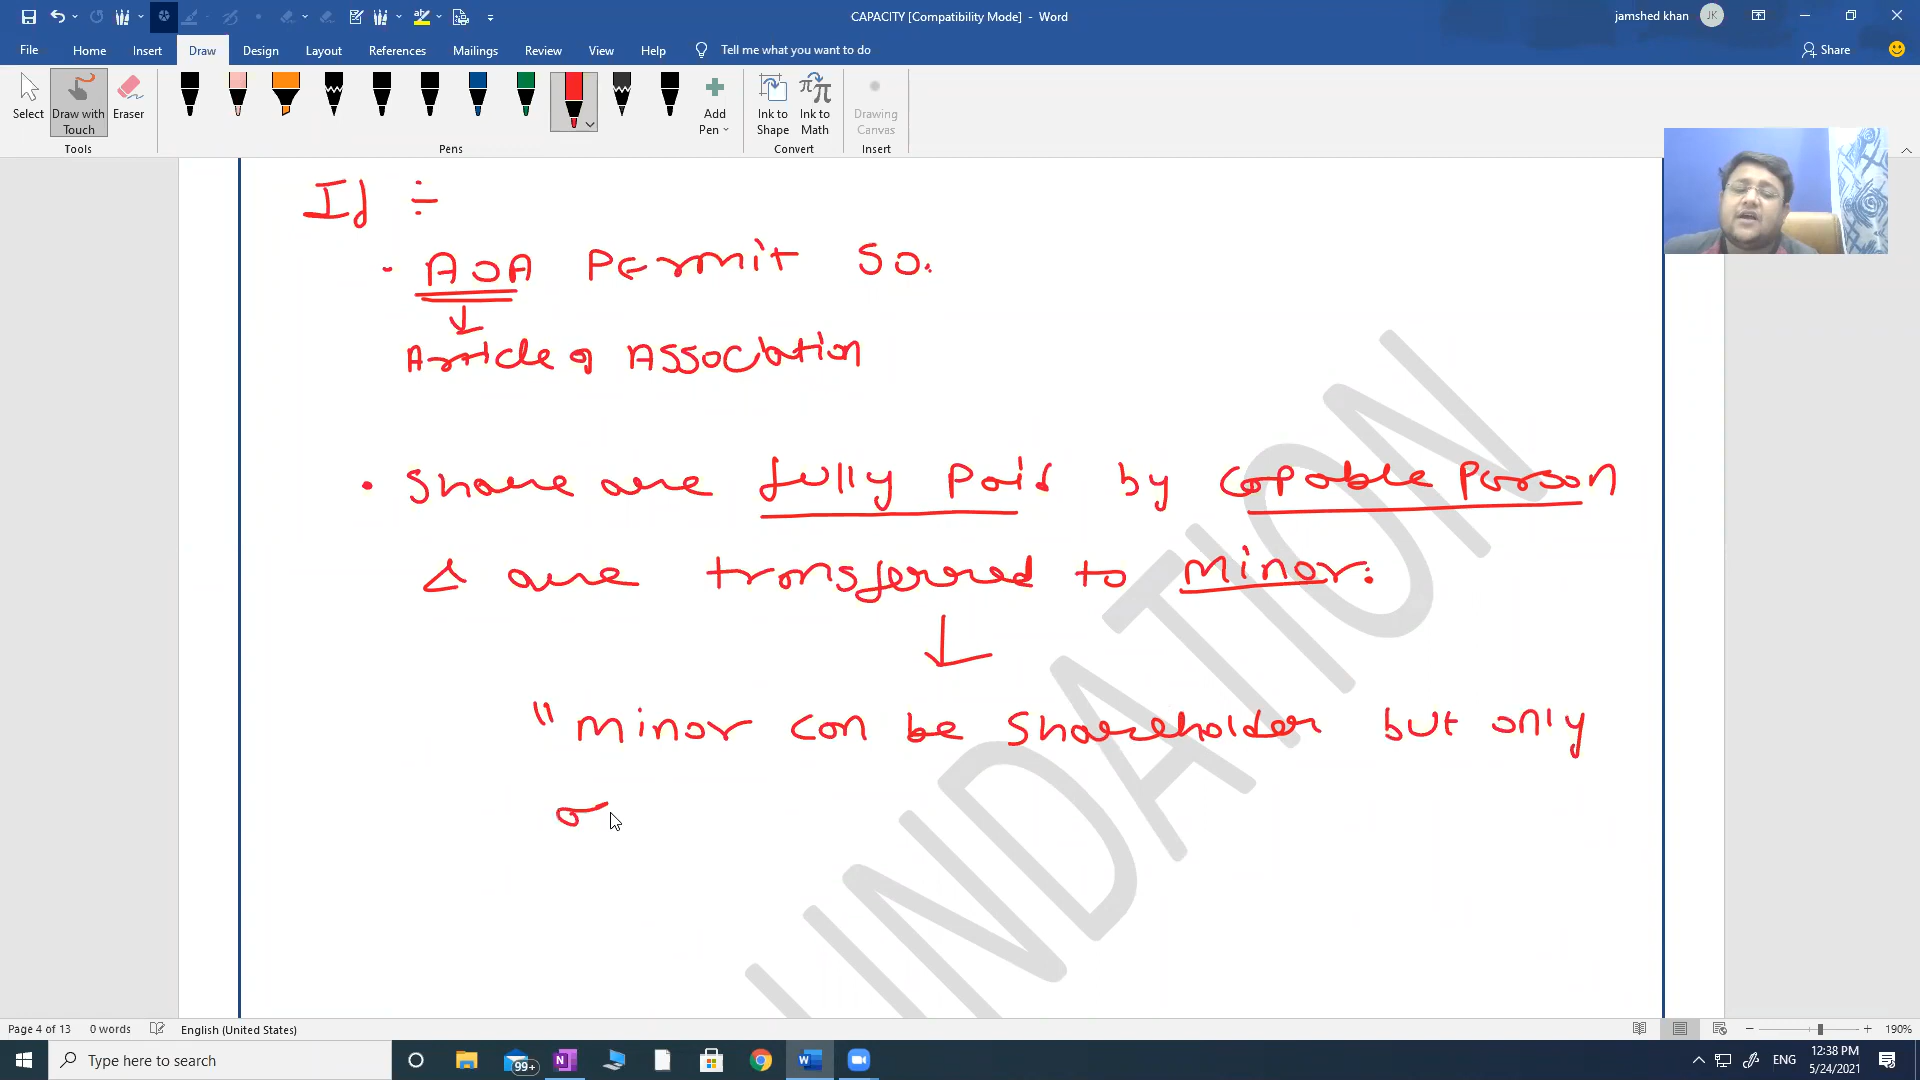 CAPACITY [Compatibility Mode] - Word
jamshed khan JK
File Home Insert Draw Design Layout References Mailings Review View Help Tell me what you want to do Share
Select Draw with Touch Eraser Add Pen Ink to Shape Ink to Math Drawing Canvas
Tools Pens Convert Insert
If ÷
• AOA Permit So.
Article of Association
• Share are fully Paid by capable Person
& are transferred to minor.
" Minor can be Shareholder but only
UNDATION
Page 4 of 13 0 words English (United States) 190%
Type here to search
99+
ENG
12:38 PM
5/24/2021